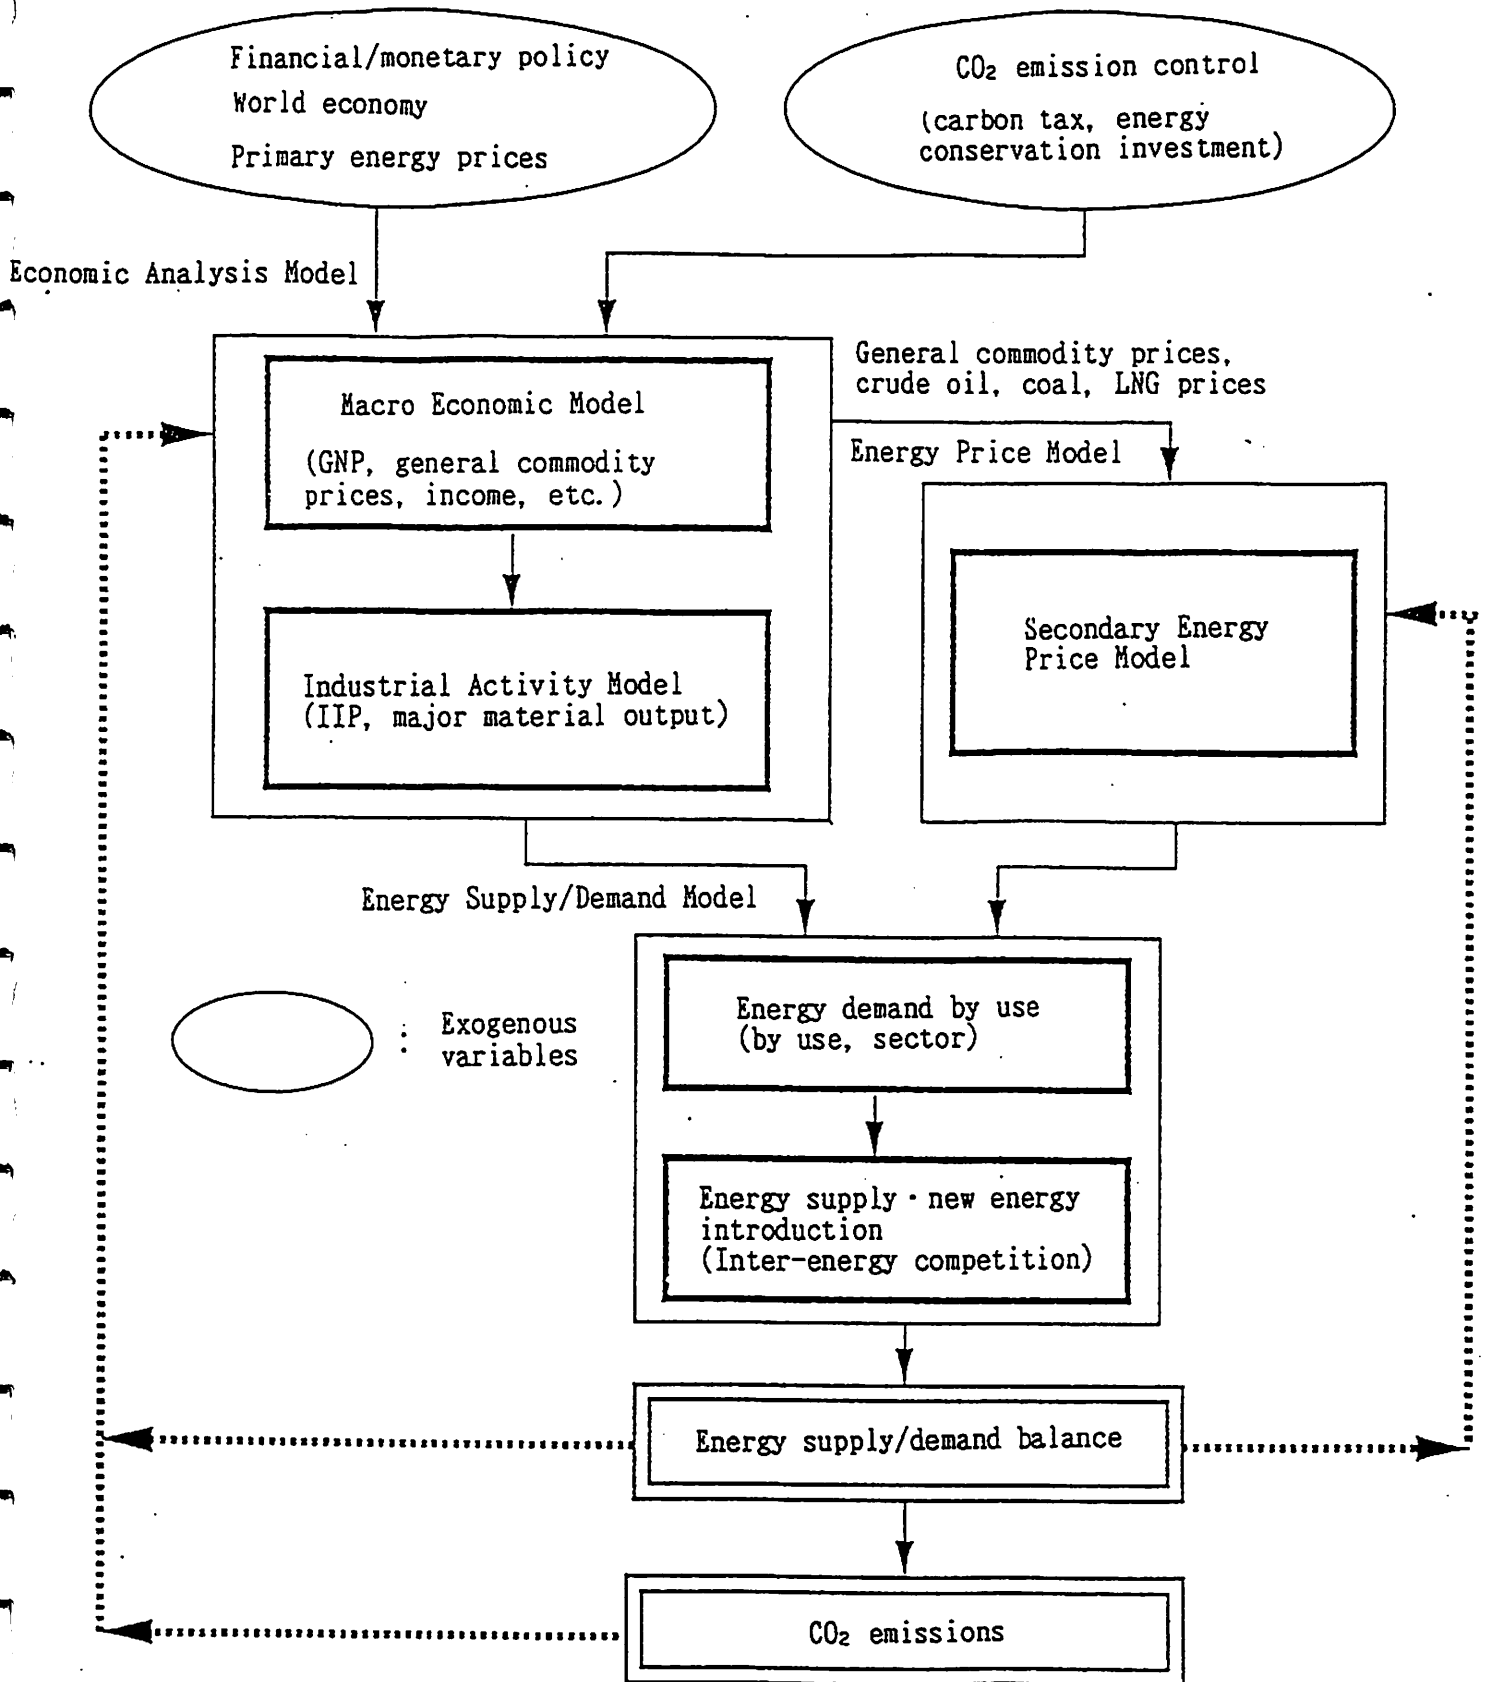 Financial/monetary policy
World economy
Primary energy prices
CO₂ emission control
(carbon tax, energy
conservation investment)
Economic Analysis Model
General commodity prices,
crude oil, coal, LNG prices
Macro Economic Model
(GNP, general commodity
prices, income, etc.)
Energy Price Model
Secondary Energy
Price Model
Industrial Activity Model
(IIP, major material output)
Energy Supply/Demand Model
Energy demand by use
(by use, sector)
: Exogenous
variables
Energy supply・new energy
introduction
(Inter-energy competition)
Energy supply/demand balance
CO₂ emissions